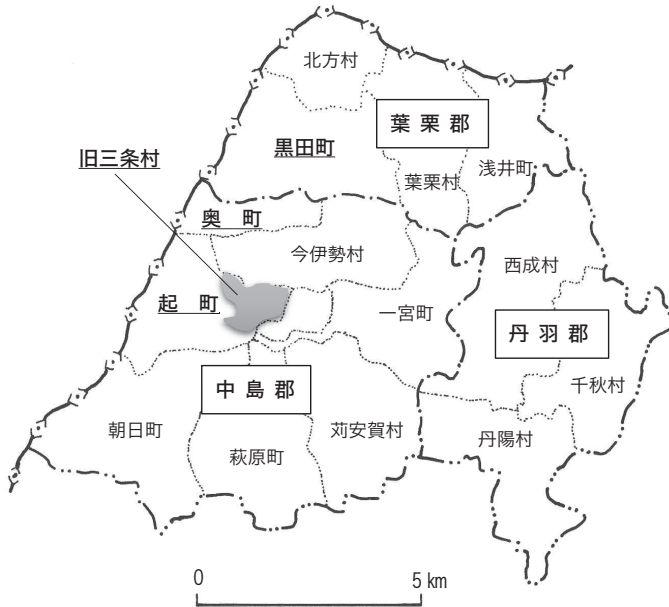 北方村
葉栗郡
黒田町
旧三条村
浅井町
葉栗村
奥町
今伊勢村
西成村
起町
一宮町
丹羽郡
中島郡
千秋村
朝日町
苅安賀村
丹陽村
萩原町
0
5 km